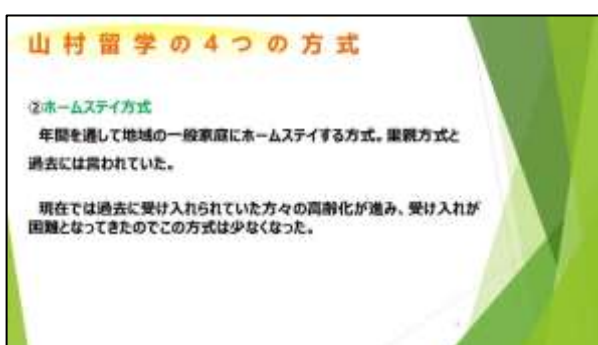 山村留学の４つの方式
②ホームステイ方式
年間を通して地域の一般家庭にホームステイする方式。里親方式と
過去には言われていた。
現在では過去に受け入れられていた方々の高齢化が進み、受け入れが
困難となってきたのでこの方式は少なくなった。